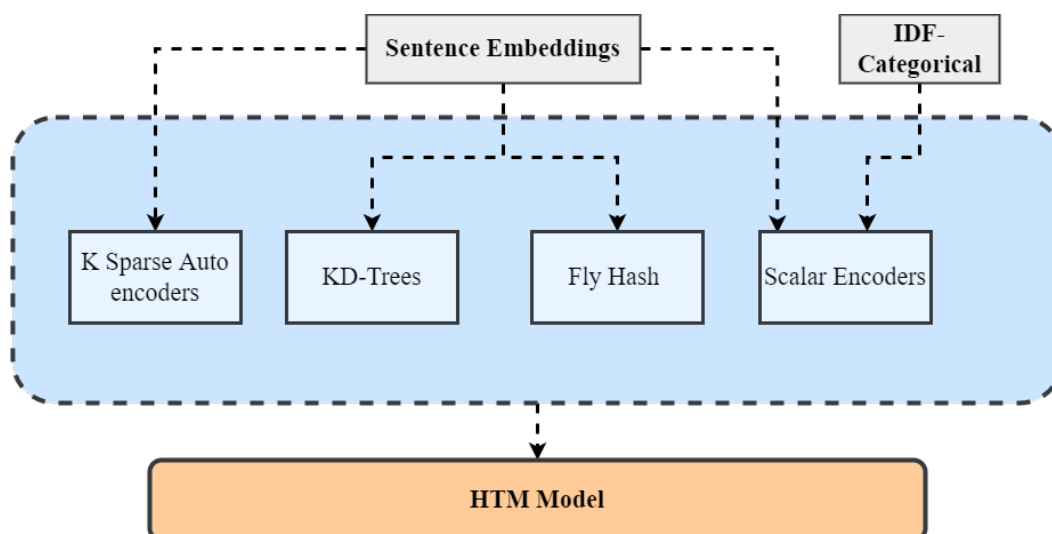 Sentence Embeddings
IDF-
Categorical
K Sparse Auto
encoders
KD-Trees
Fly Hash
Scalar Encoders
HTM Model